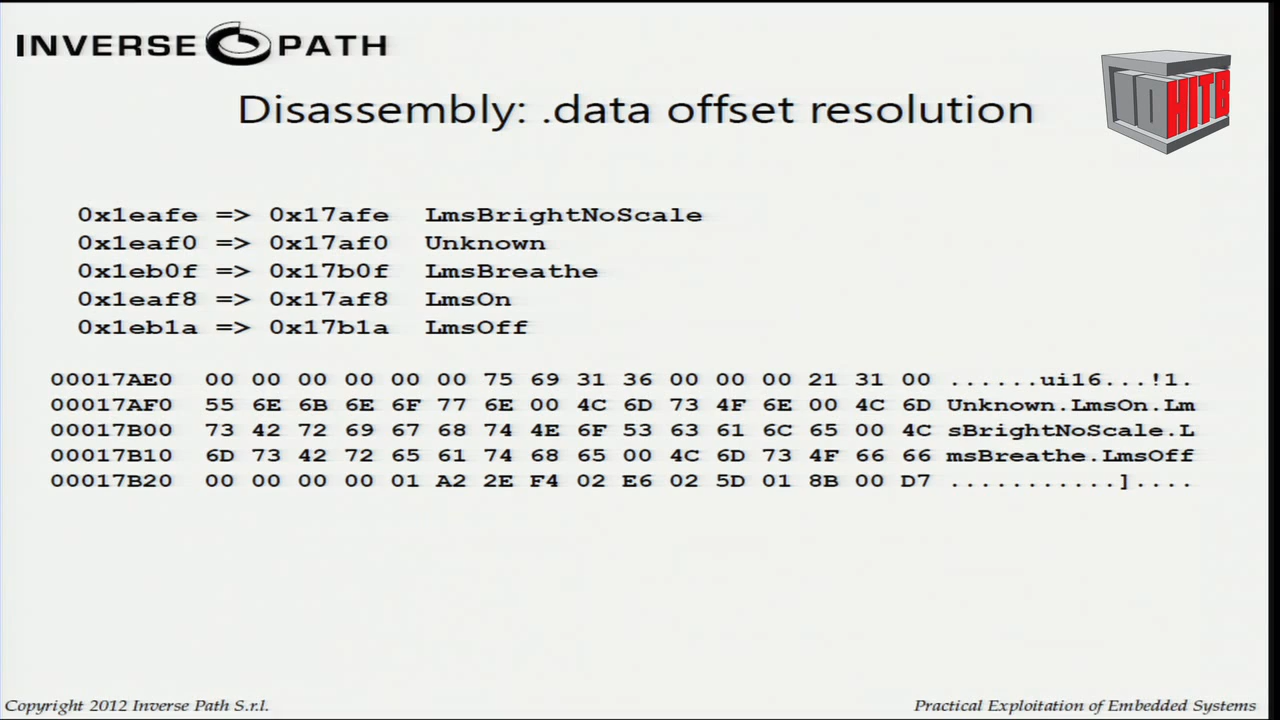 INVERSE PATH
10 HITB
Disassembly: .data offset resolution
0x1eafe => 0x17afe LmsBrightNoScale
0x1eaf0 => 0x17af0 Unknown
0x1eb0f => 0x17b0f LmsBreathe
0x1eaf8 => 0x17af8 LmsOn
0x1eb1a => 0x17b1a LmsOff
00017AE0 00 00 00 00 00 00 75 69 31 36 00 00 00 21 31 00 ......ui16...!1.
00017AF0 55 6E 6B 6E 6F 77 6E 00 4C 6D 73 4F 6E 00 4C 6D Unknown.LmsOn.Lm
00017B00 73 42 72 69 67 68 74 4E 6F 53 63 61 6C 65 00 4C sBrightNoScale.L
00017B10 6D 73 42 72 65 61 74 68 65 00 4C 6D 73 4F 66 66 msBreathe.LmsOff
00017B20 00 00 00 00 01 A2 2E F4 02 E6 02 5D 01 8B 00 D7 ...........]....
Copyright 2012 Inverse Path S.r.l.
Practical Exploitation of Embedded Systems